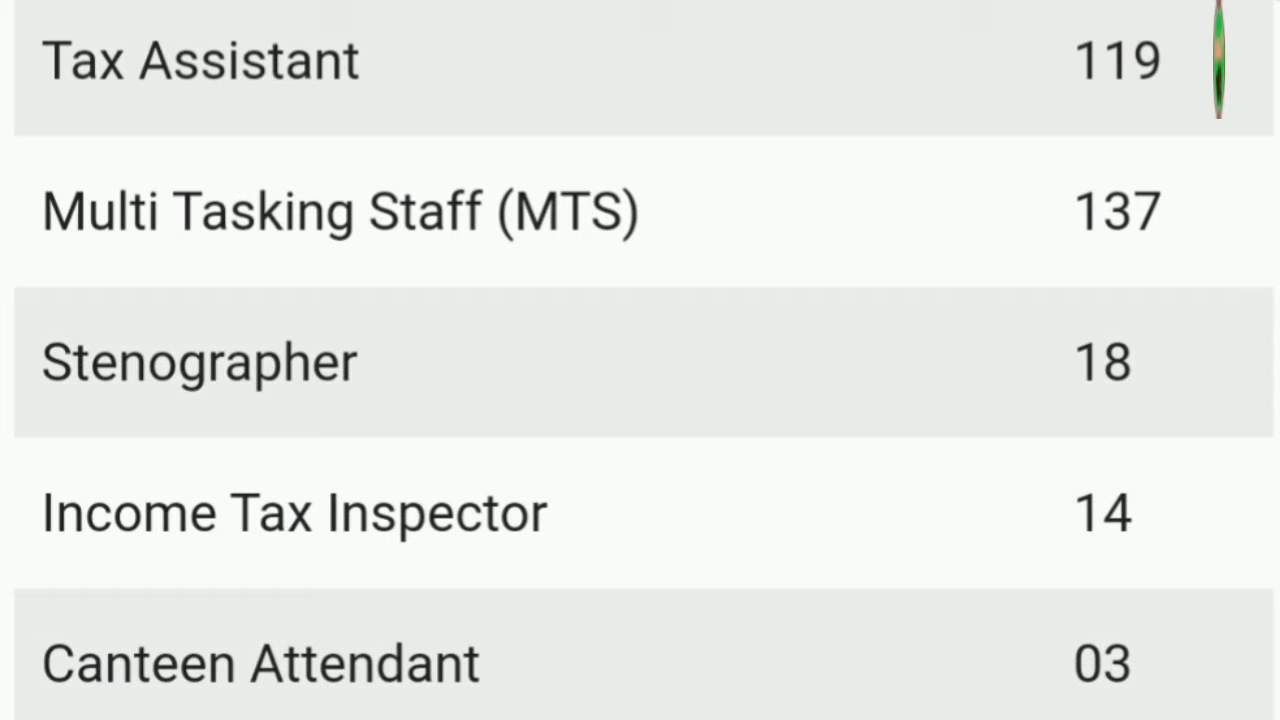 Tax Assistant 119
Multi Tasking Staff (MTS) 137
Stenographer 18
Income Tax Inspector 14
Canteen Attendant 03